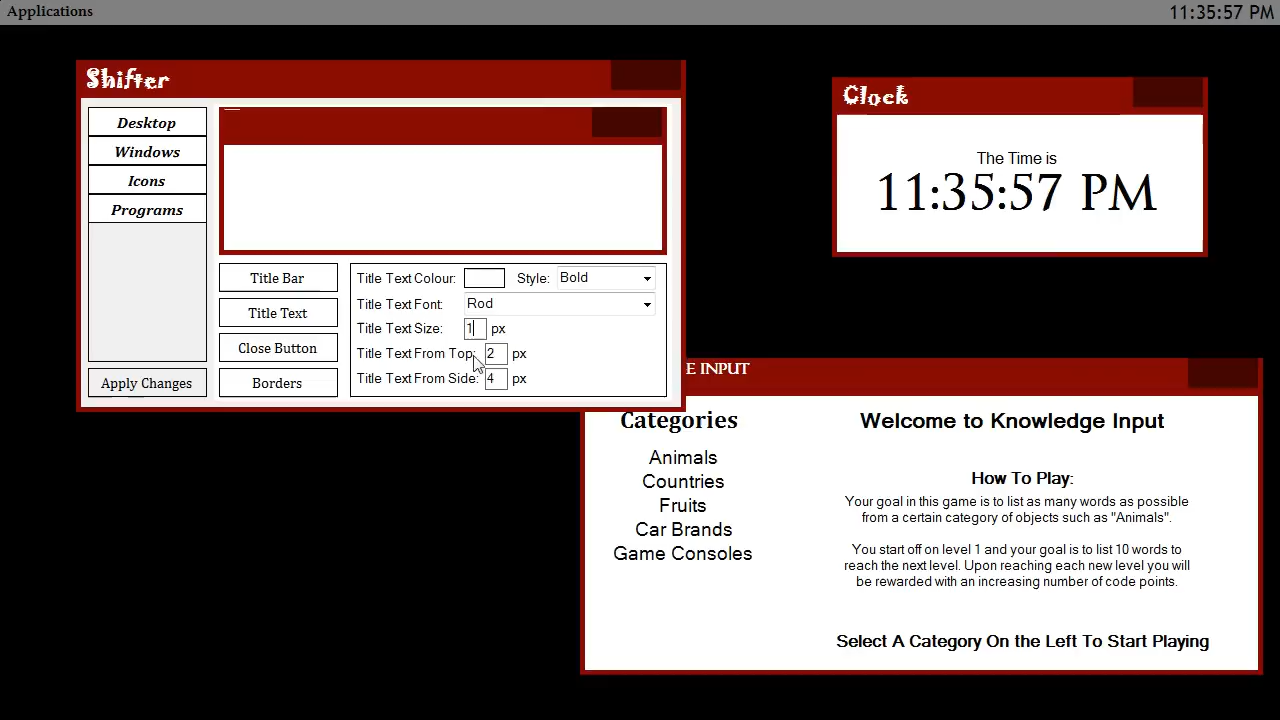 Applications
11:35:57 PM
Shifter
Desktop
Windows
Icons
Programs
Apply Changes
Title Bar
Title Text
Close Button
Borders
Title Text Colour:
Style: Bold
Title Text Font: Rod
Title Text Size: 1 px
Title Text From Top: 2 px
Title Text From Side: 4 px
Clock
The Time is
11:35:57 PM
E INPUT
Categories
Animals
Countries
Fruits
Car Brands
Game Consoles
Welcome to Knowledge Input
How To Play:
Your goal in this game is to list as many words as possible
from a certain category of objects such as "Animals".
You start off on level 1 and your goal is to list 10 words to
reach the next level. Upon reaching each new level you will
be rewarded with an increasing number of code points.
Select A Category On the Left To Start Playing